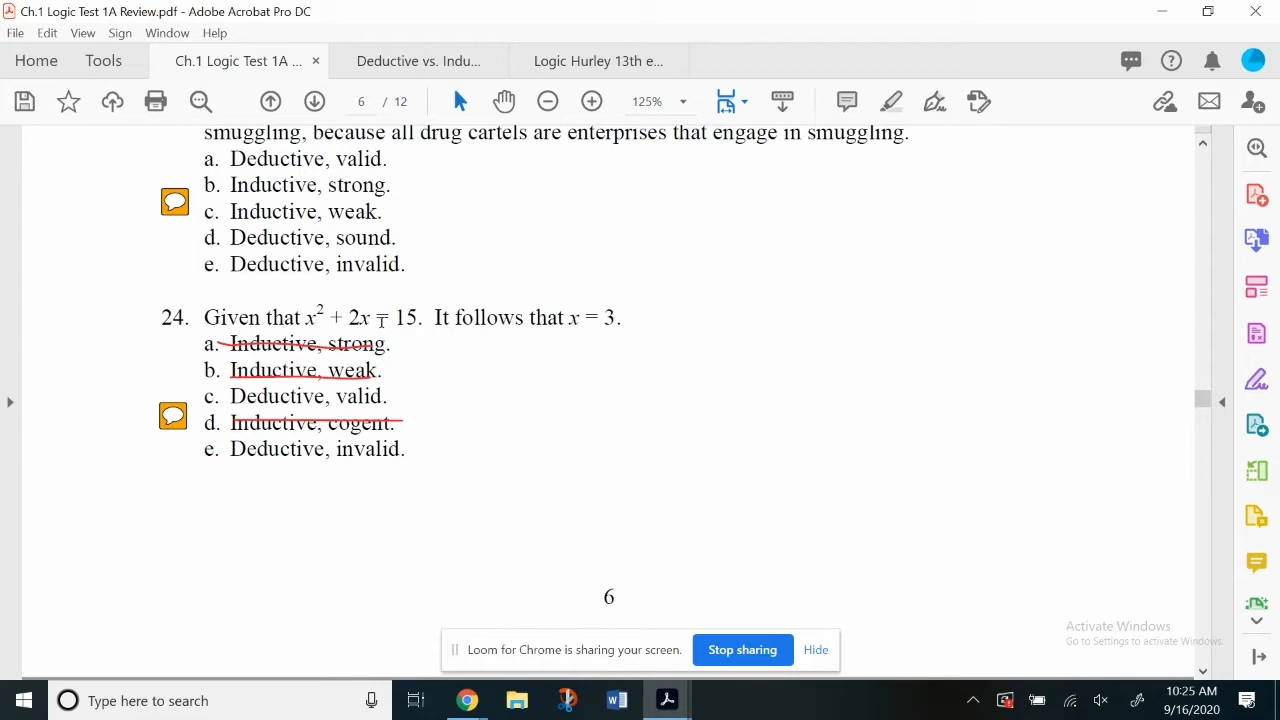 Ch.1 Logic Test 1A Review.pdf - Adobe Acrobat Pro DC
File Edit View Sign Window Help
Home Tools Ch.1 Logic Test 1A ... × Deductive vs. Indu... Logic Hurley 13th e...
6 / 12 125%
smuggling, because all drug cartels are enterprises that engage in smuggling.
a. Deductive, valid.
b. Inductive, strong.
c. Inductive, weak.
d. Deductive, sound.
e. Deductive, invalid.
24. Given that x² + 2x = 15. It follows that x = 3.
a. Inductive, strong.
b. Inductive, weak.
c. Deductive, valid.
d. Inductive, cogent.
e. Deductive, invalid.
6
Activate Windows
Go to Settings to activate Windows.
Loom for Chrome is sharing your screen. Stop sharing Hide
Type here to search
10:25 AM
9/16/2020